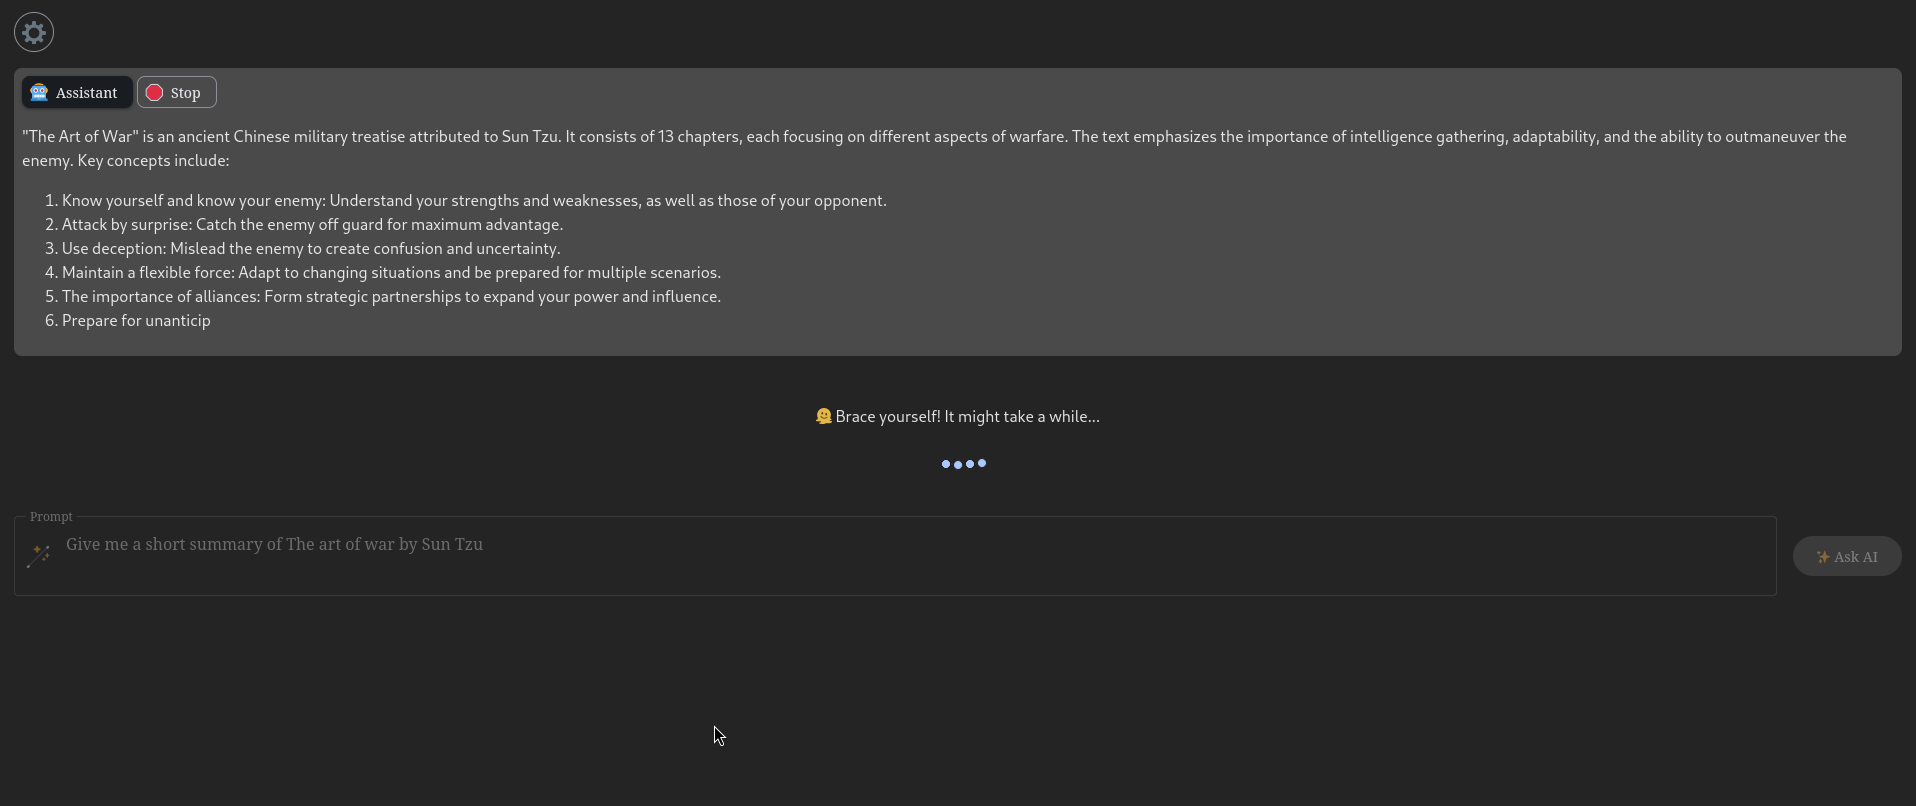 Assistant
Stop
"The Art of War" is an ancient Chinese military treatise attributed to Sun Tzu. It consists of 13 chapters, each focusing on different aspects of warfare. The text emphasizes the importance of intelligence gathering, adaptability, and the ability to outmaneuver the
enemy. Key concepts include:
1. Know yourself and know your enemy: Understand your strengths and weaknesses, as well as those of your opponent.
2. Attack by surprise: Catch the enemy off guard for maximum advantage.
3. Use deception: Mislead the enemy to create confusion and uncertainty.
4. Maintain a flexible force: Adapt to changing situations and be prepared for multiple scenarios.
5. The importance of alliances: Form strategic partnerships to expand your power and influence.
6. Prepare for unanticip
Brace yourself! It might take a while...
Prompt
Give me a short summary of The art of war by Sun Tzu
Ask AI